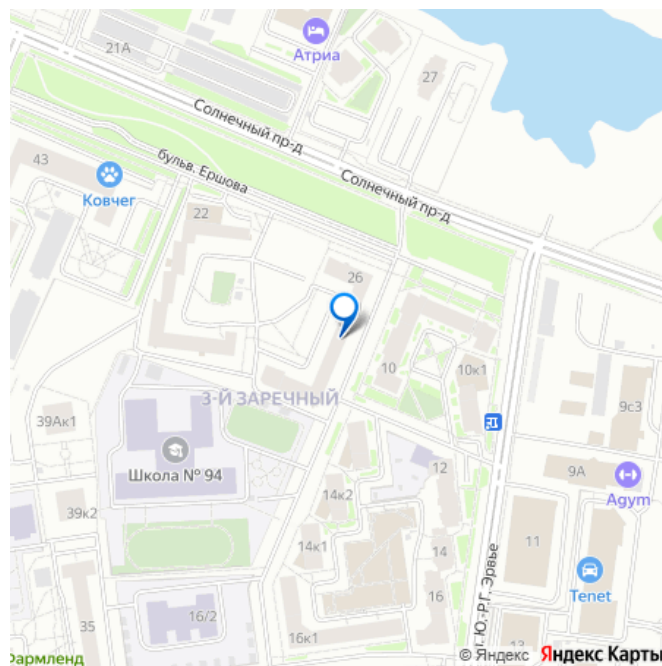 21А
Атриа
27
Солнечный пр-д
Солнечный пр-д
43
бульв. Ершова
Ковчег
22
26
10
10к1
3-Й ЗАРЕЧНЫЙ
39Ак1
9с3
Школа № 94
12
9А
14к2
Agym
39к2
14к1
14
11
Tenet
16
16/2
35
16к1
Ю.-Р.Г. Эрвье
13
Фармленд
© Яндекс Яндекс Карты